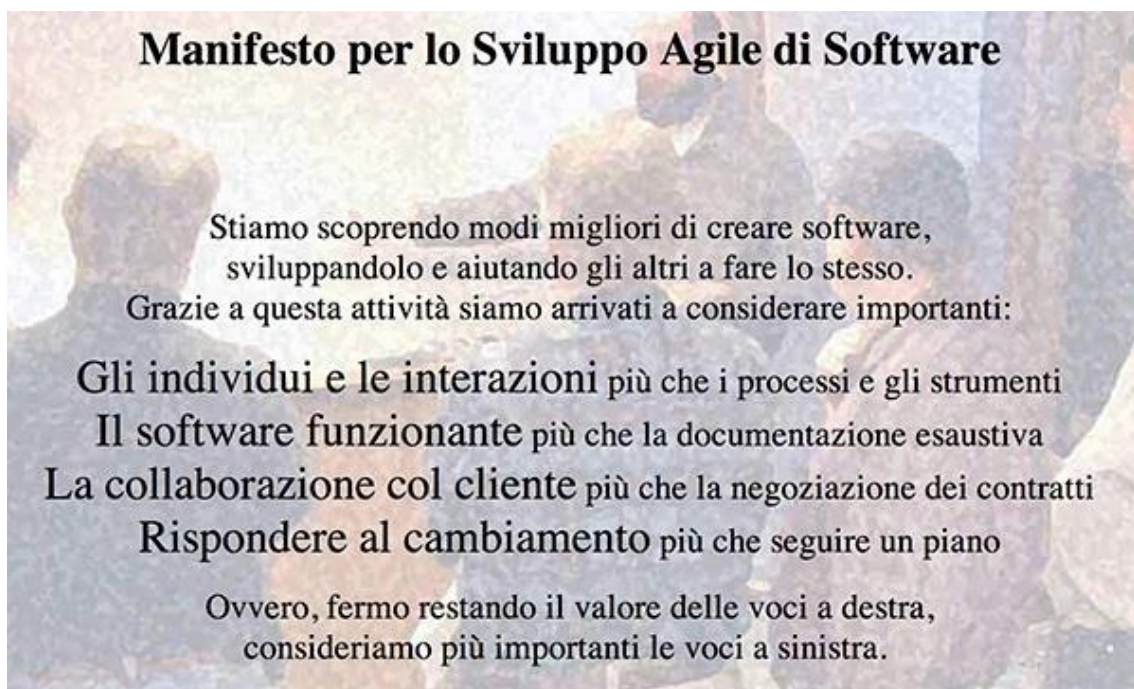 Manifesto per lo Sviluppo Agile di Software
Stiamo scoprendo modi migliori di creare software,
sviluppandolo e aiutando gli altri a fare lo stesso.
Grazie a questa attività siamo arrivati a considerare importanti:
Gli individui e le interazioni più che i processi e gli strumenti
Il software funzionante più che la documentazione esaustiva
La collaborazione col cliente più che la negoziazione dei contratti
Rispondere al cambiamento più che seguire un piano
Ovvero, fermo restando il valore delle voci a destra,
consideriamo più importanti le voci a sinistra.